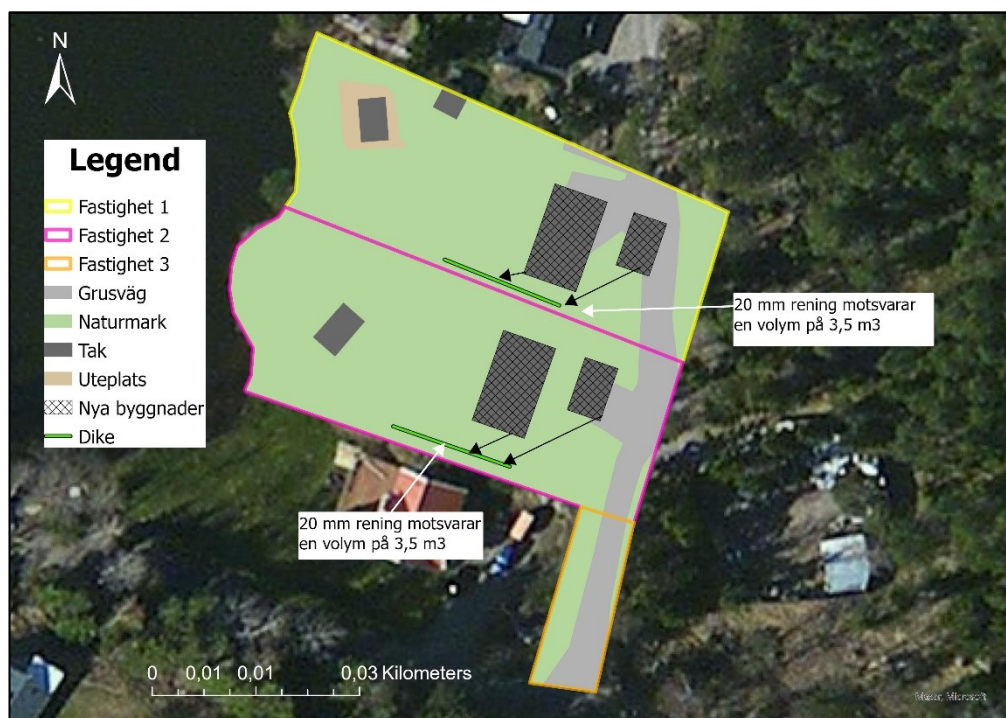 N
Legend
Fastighet 1
Fastighet 2
Fastighet 3
Grusväg
Naturmark
Tak
Uteplats
Nya byggnader
Dike
20 mm rening motsvarar
en volym på 3,5 m3
20 mm rening motsvarar
en volym på 3,5 m3
0 0,01 0,01 0,03 Kilometers
Maxar, Microsoft